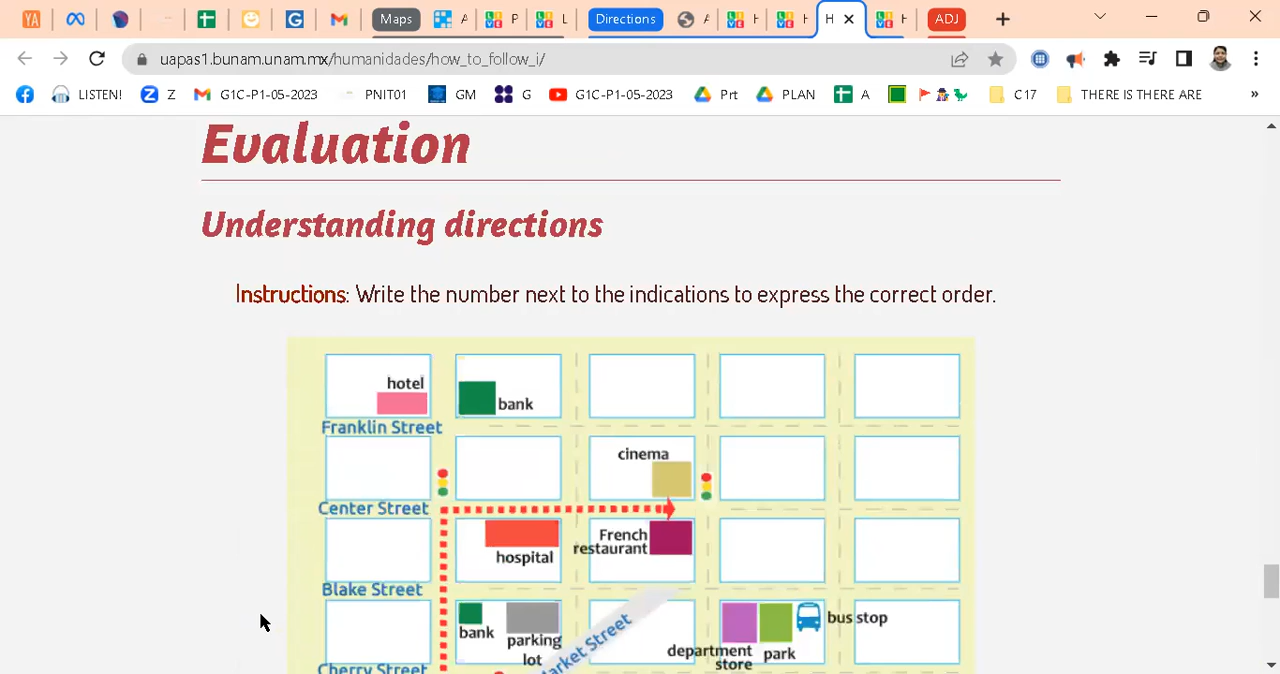 YA
Maps
A
P
L
Directions
A
H
H
H
H
ADJ
uapas1.bunam.unam.mx/humanidades/how_to_follow_i/
LISTEN!
Z
G1C-P1-05-2023
PNIT01
GM
G
G1C-P1-05-2023
Prt
PLAN
A
C17
THERE IS THERE ARE
»
Evaluation
Understanding directions
Instructions: Write the number next to the indications to express the correct order.
hotel
bank
Franklin Street
cinema
Center Street
hospital
French
restaurant
Blake Street
bank
parking
lot
Market Street
department
store
park
bus stop
Cherry Street